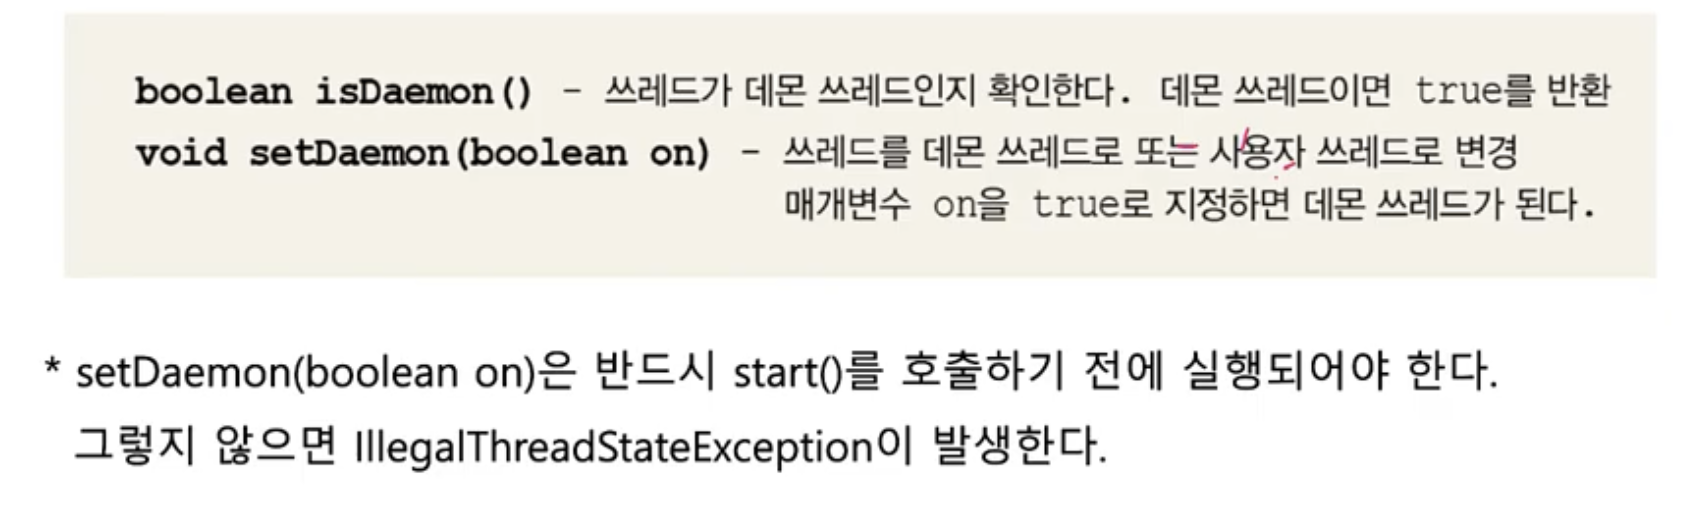 boolean isDaemon() - 쓰레드가 데몬 쓰레드인지 확인한다. 데몬 쓰레드이면 true를 반환
void setDaemon(boolean on) - 쓰레드를 데몬 쓰레드로 또는 사용자 쓰레드로 변경
매개변수 on을 true로 지정하면 데몬 쓰레드가 된다.
* setDaemon(boolean on)은 반드시 start()를 호출하기 전에 실행되어야 한다.
그렇지 않으면 IllegalThreadStateException이 발생한다.